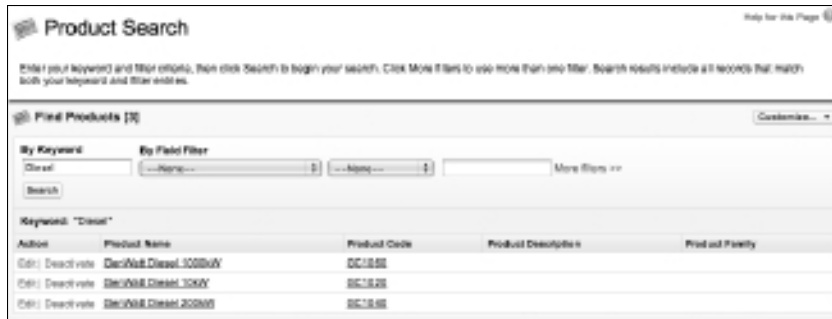 Help for this Page
Product Search
Enter your keyword and filter criteria, then click Search to begin your search. Click More filters to use more than one filter. Search results include all records that match
both your keyword and filter entries.
Find Products [3]
Customize...
By Keyword By Field Filter
Diesel --None-- --None-- More filters >>
Search
Keyword: "Diesel"
Action Product Name Product Code Product Description Product Family
Edit | Deactivate GenWatt Diesel 1000kW GC1060
Edit | Deactivate GenWatt Diesel 10kW GC1020
Edit | Deactivate GenWatt Diesel 200kW GC1040